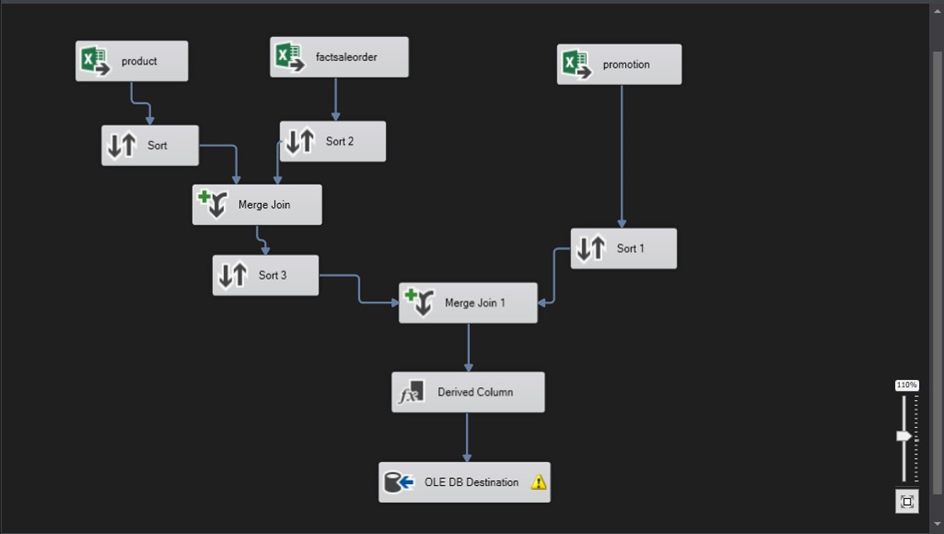 product
factsaleorder
promotion
Sort
Sort 2
Merge Join
Sort 1
Sort 3
Merge Join 1
Derived Column
fx
OLE DB Destination
110%